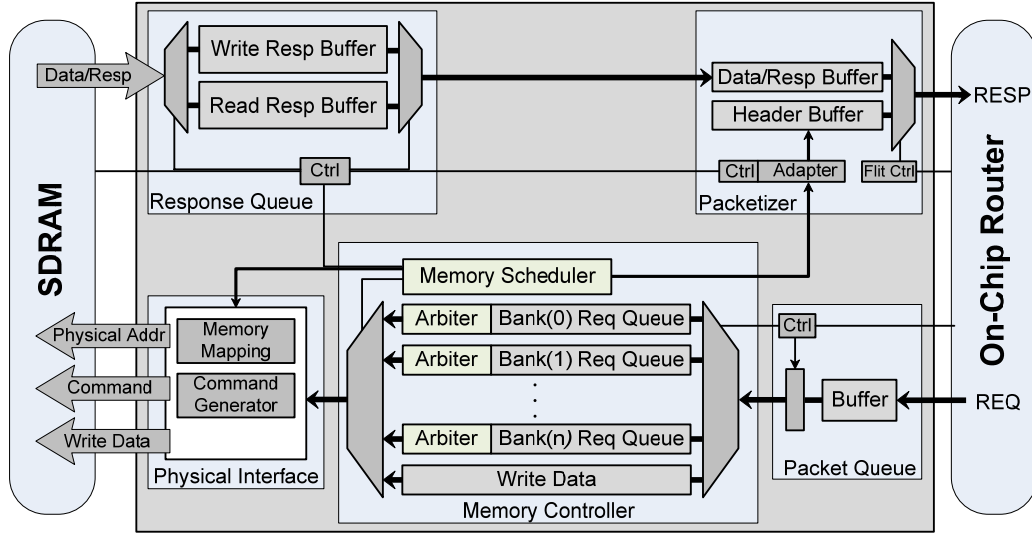 SDRAM
Data/Resp
Write Resp Buffer
Read Resp Buffer
Ctrl
Response Queue
Data/Resp Buffer
Header Buffer
Ctrl
Adapter
Flit Ctrl
Packetizer
RESP
On-Chip Router
Memory Scheduler
Arbiter
Bank(0) Req Queue
Arbiter
Bank(1) Req Queue
.
.
.
Arbiter
Bank(n) Req Queue
Write Data
Memory Controller
Physical Addr
Command
Write Data
Memory
Mapping
Command
Generator
Physical Interface
Ctrl
Buffer
Packet Queue
REQ